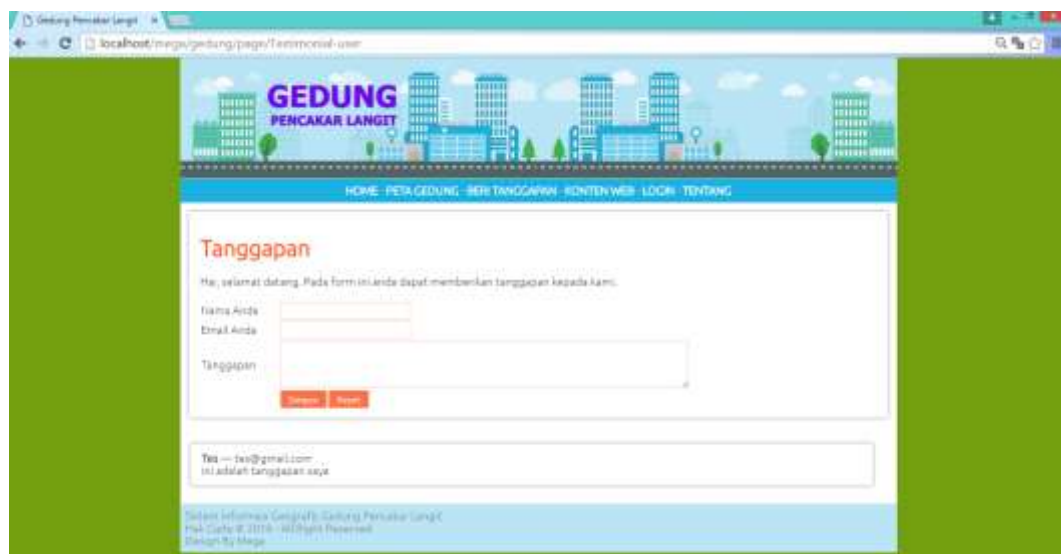 Gedung Pencakar Langit
localhost/mega/gedung/page/Testimonial-user
GEDUNG
PENCAKAR LANGIT
HOME PETA GEDUNG BERI TANGGAPAN KONTEN WEB LOGIN TENTANG
Tanggapan
Hai, selamat datang. Pada form ini anda dapat memberikan tanggapan kepada kami.
Nama Anda
Email Anda
Tanggapan
Simpan Reset
Tes — tes@gmail.com
ini adalah tanggapan saya
Sistem Informasi Geografis Gedung Pencakar Langit
Hak Cipta © - All Right Reserved
Design By Mega